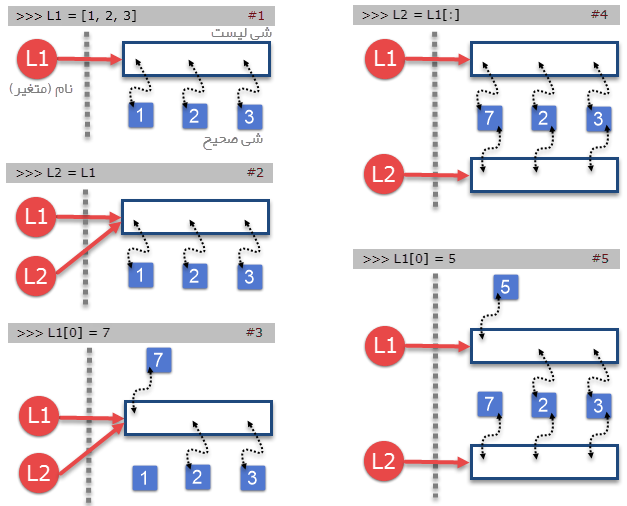 >>> L1 = [1, 2, 3] #1
شی لیست
L1
نام (متغیر)
1 2 3
شی صحیح
>>> L2 = L1 #2
L1
L2
1 2 3
>>> L1[0] = 7 #3
7
L1
L2
1 2 3
>>> L2 = L1[:] #4
L1
7 2 3
L2
>>> L1[0] = 5 #5
5
L1
7 2 3
L2